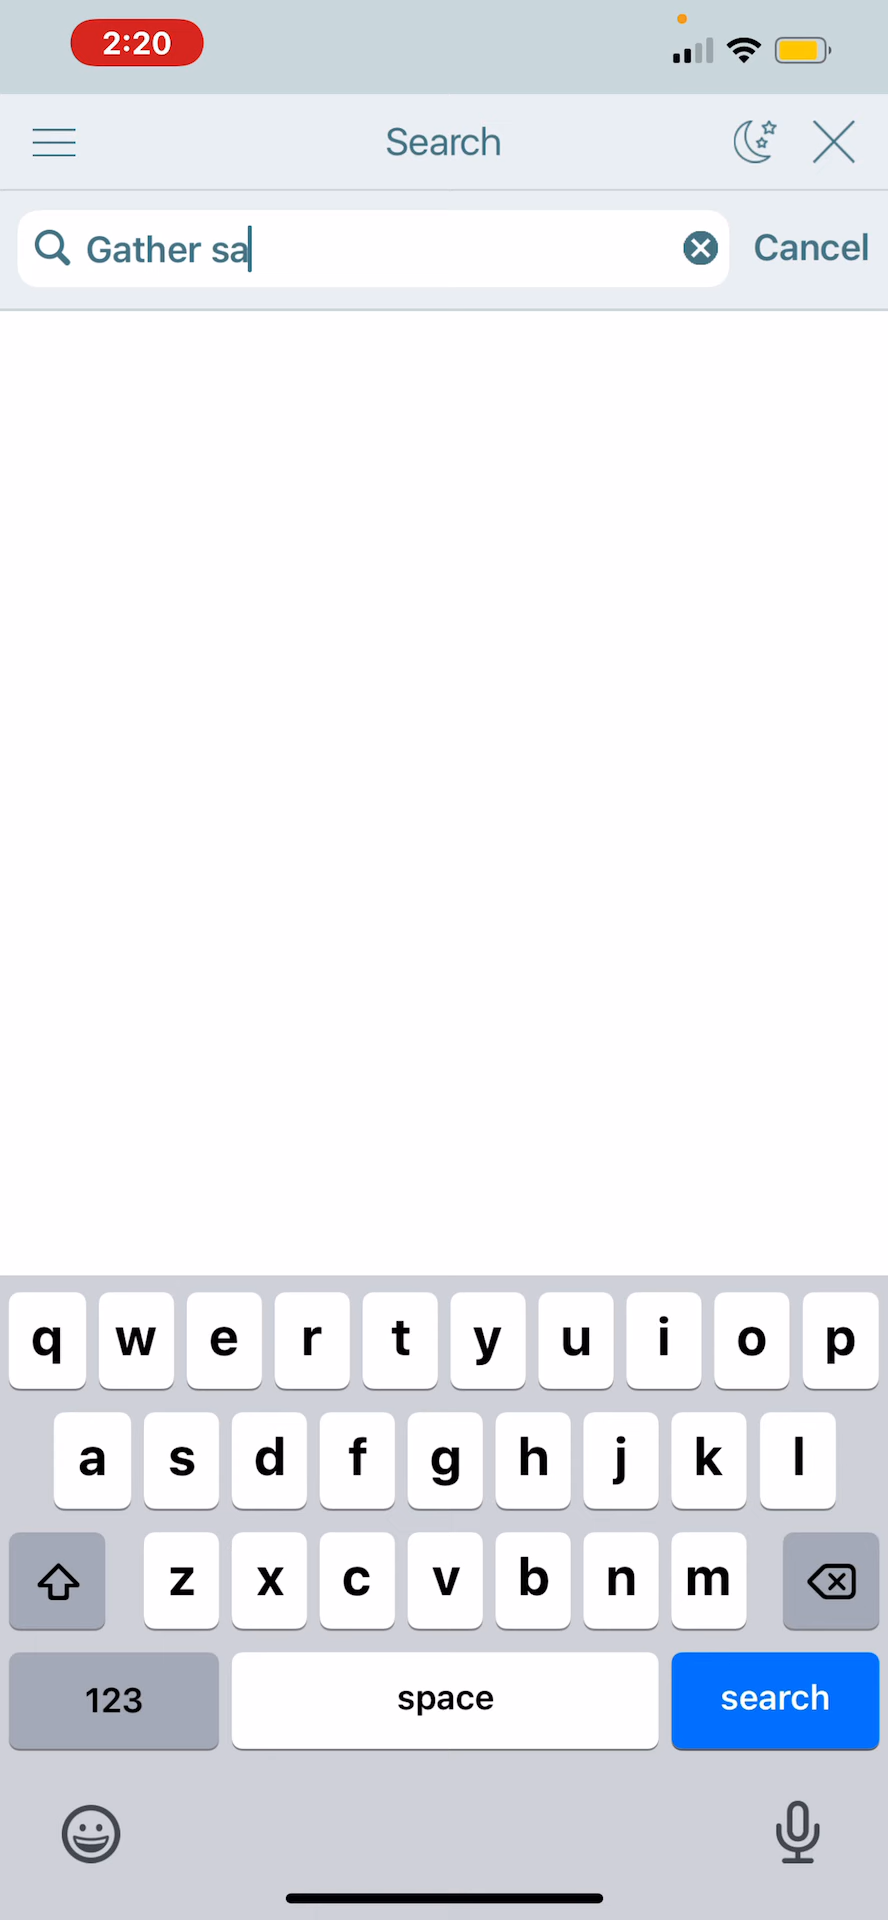 2:20
Search
Gather sa
Cancel
q w e r t y u i o p
a s d f g h j k l
z x c v b n m
123 space search